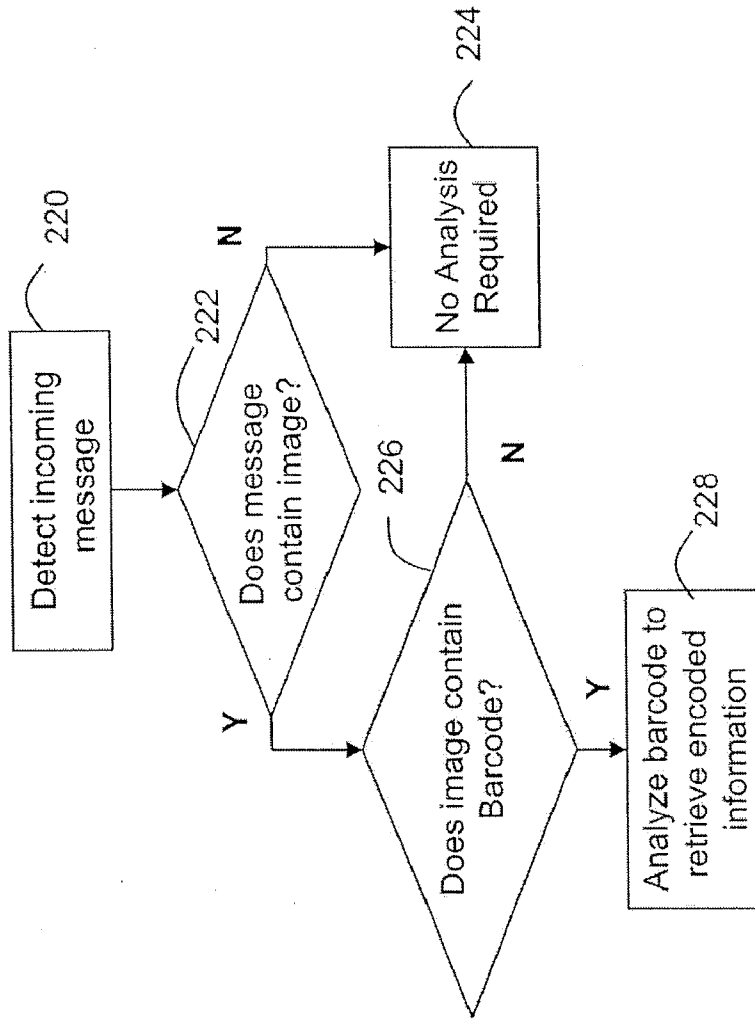 Detect incoming
message
220
222
Does message
contain image?
Y
N
No Analysis
Required
224
226
Does image contain
Barcode?
N
Y
Analyze barcode to
retrieve encoded
information
228